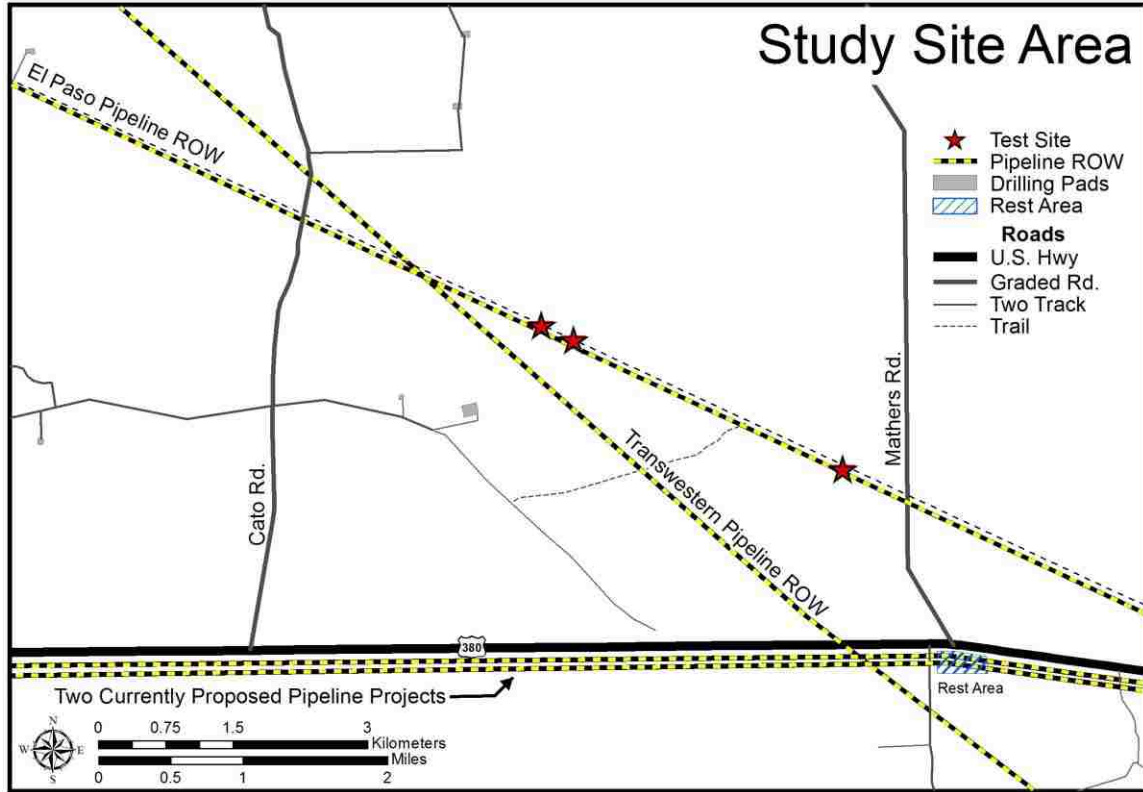 Study Site Area
El Paso Pipeline ROW
Test Site
Pipeline ROW
Drilling Pads
Rest Area
Roads
U.S. Hwy
Graded Rd.
Two Track
Trail
Mathers Rd.
Cato Rd.
Transwestern Pipeline ROW
380
Two Currently Proposed Pipeline Projects
Rest Area
N
W E
S
0 0.75 1.5 3
Kilometers
Miles
0 0.5 1 2